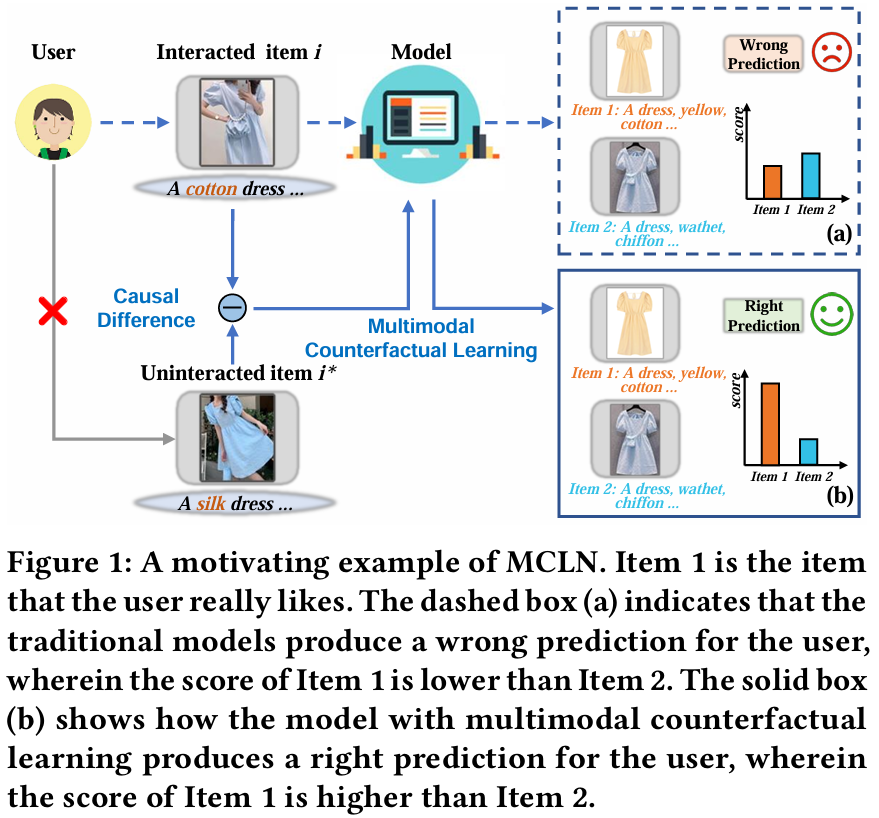 User
Interacted item i
Model
A cotton dress ...
Causal
Difference
Multimodal
Counterfactual Learning
Uninteracted item i*
A silk dress ...
Wrong
Prediction
Item 1: A dress, yellow,
cotton ...
Item 2: A dress, wathet,
chiffon ...
score
Item 1 Item 2
(a)
Right
Prediction
Item 1: A dress, yellow,
cotton ...
Item 2: A dress, wathet,
chiffon ...
score
Item 1 Item 2
(b)
Figure 1: A motivating example of MCLN. Item 1 is the item
that the user really likes. The dashed box (a) indicates that the
traditional models produce a wrong prediction for the user,
wherein the score of Item 1 is lower than Item 2. The solid box
(b) shows how the model with multimodal counterfactual
learning produces a right prediction for the user, wherein
the score of Item 1 is higher than Item 2.